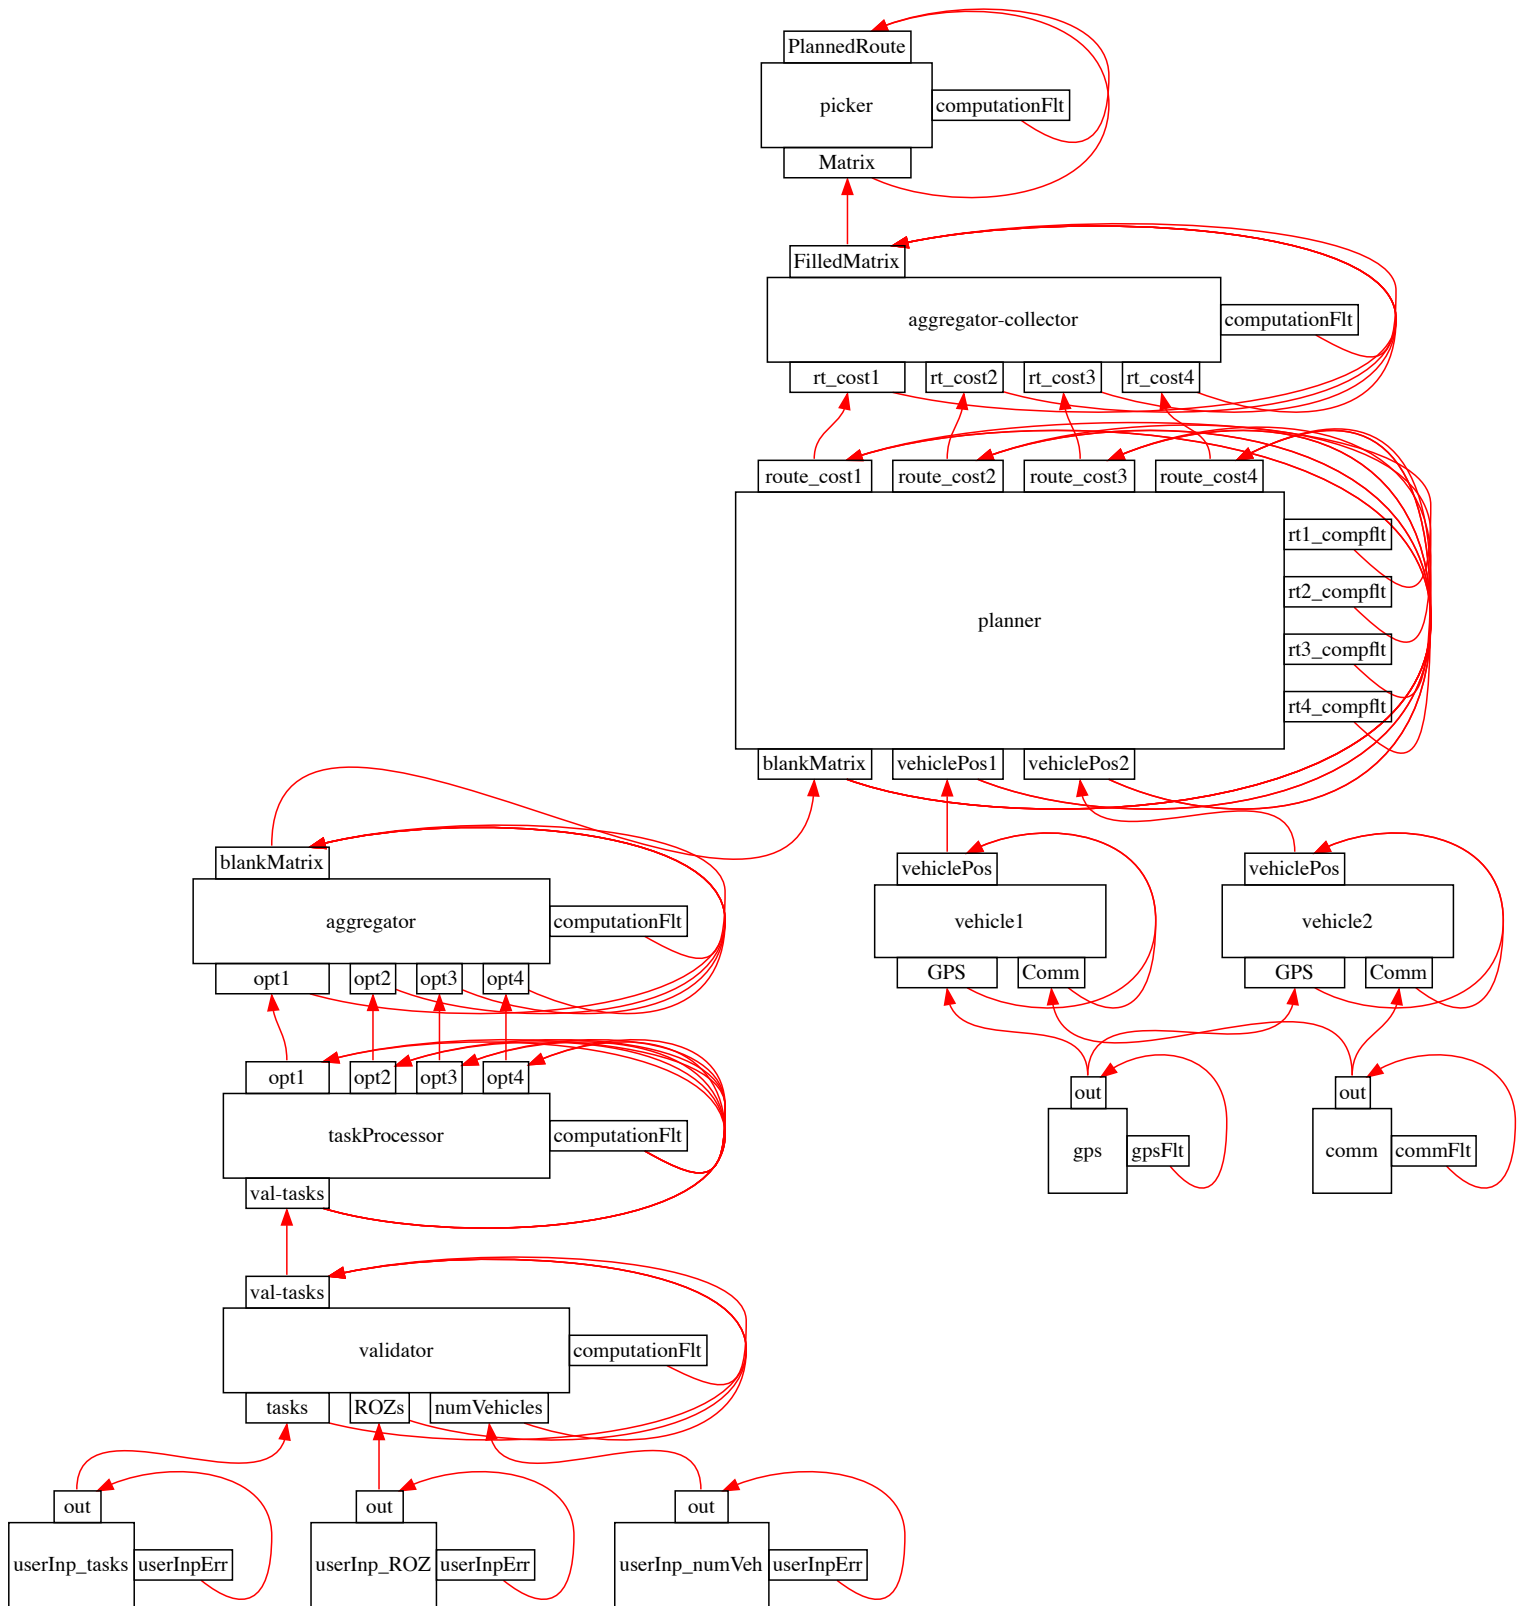 PlannedRoute
picker
computationFlt
Matrix
FilledMatrix
aggregator-collector
computationFlt
rt_cost1
rt_cost2
rt_cost3
rt_cost4
route_cost1
route_cost2
route_cost3
route_cost4
rt1_compflt
rt2_compflt
planner
rt3_compflt
rt4_compflt
blankMatrix
vehiclePos1
vehiclePos2
blankMatrix
aggregator
computationFlt
opt1
opt2
opt3
opt4
vehiclePos
vehicle1
GPS
Comm
vehiclePos
vehicle2
GPS
Comm
opt1
opt2
opt3
opt4
taskProcessor
computationFlt
val-tasks
out
gps
gpsFlt
out
comm
commFlt
val-tasks
validator
computationFlt
tasks
ROZs
numVehicles
out
userInp_tasks
userInpErr
out
userInp_ROZ
userInpErr
out
userInp_numVeh
userInpErr